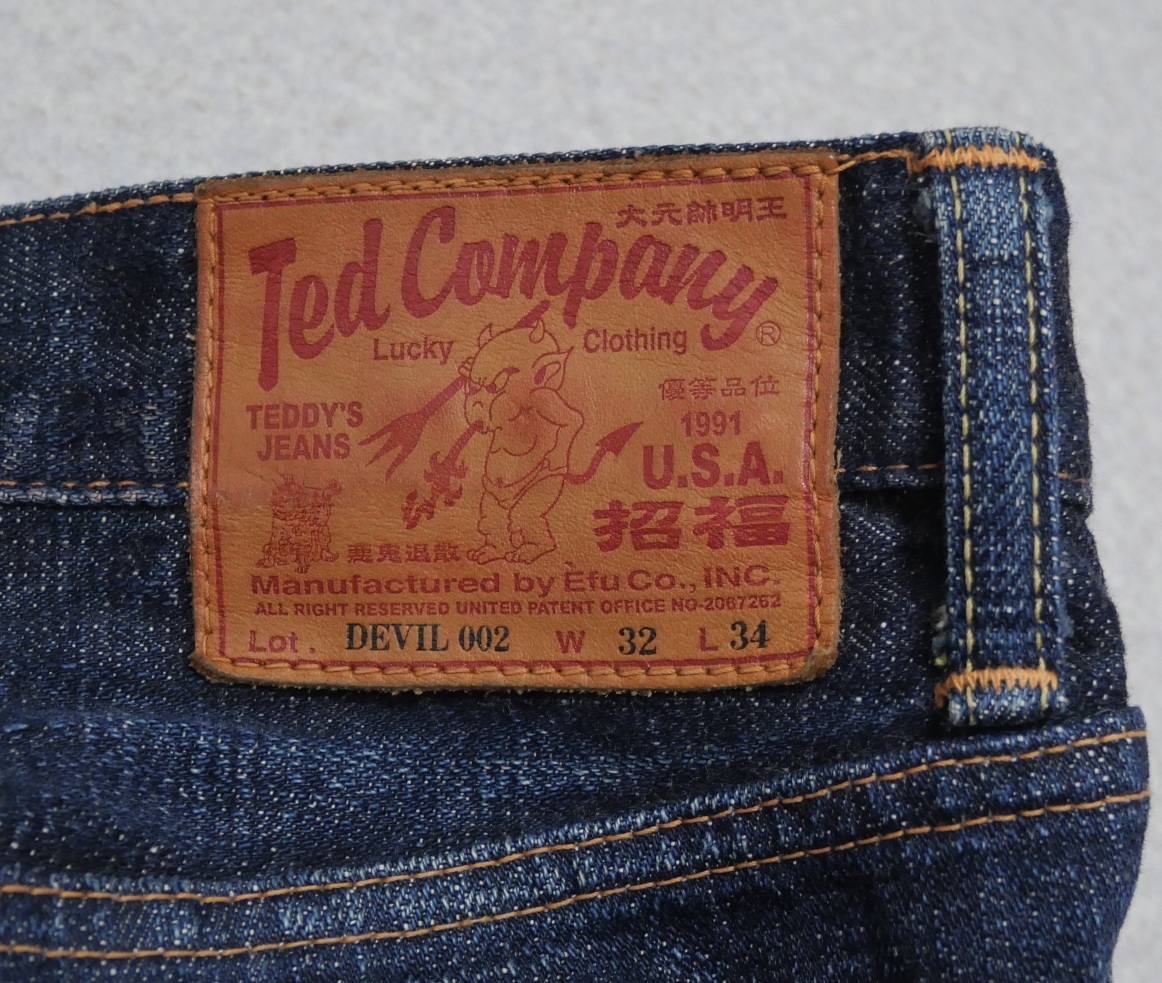 大元帥明王
Ted Company
Lucky Clothing ®
優等品位
TEDDY'S
JEANS
1991
U.S.A.
招福
悪鬼退散
Manufactured by Efu Co., INC.
ALL RIGHT RESERVED UNITED PATENT OFFICE NO-2067262
Lot. DEVIL 002 W 32 L 34